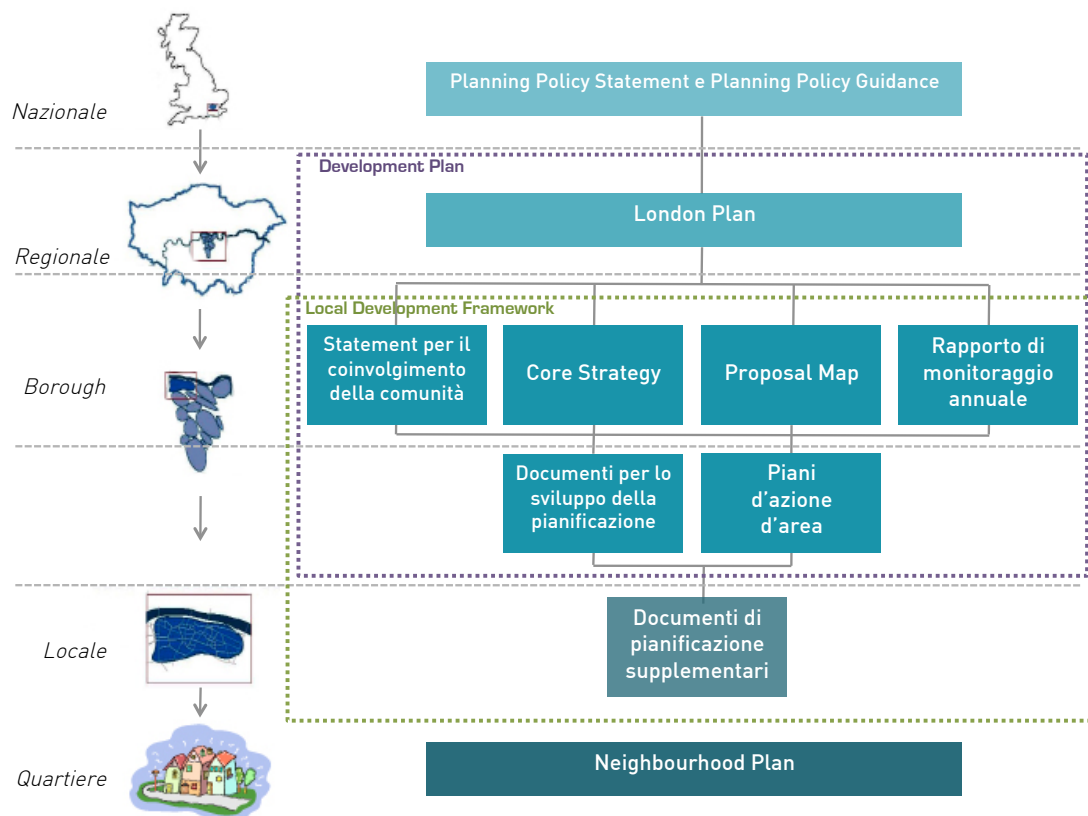 Nazionale
Planning Policy Statement e Planning Policy Guidance
Development Plan
London Plan
Regionale
Local Development Framework
Statement per il
coinvolgimento
della comunità
Core Strategy
Proposal Map
Rapporto di
monitoraggio
annuale
Borough
Documenti per lo
sviluppo della
pianificazione
Piani
d'azione
d'area
Locale
Documenti di
pianificazione
supplementari
Quartiere
Neighbourhood Plan